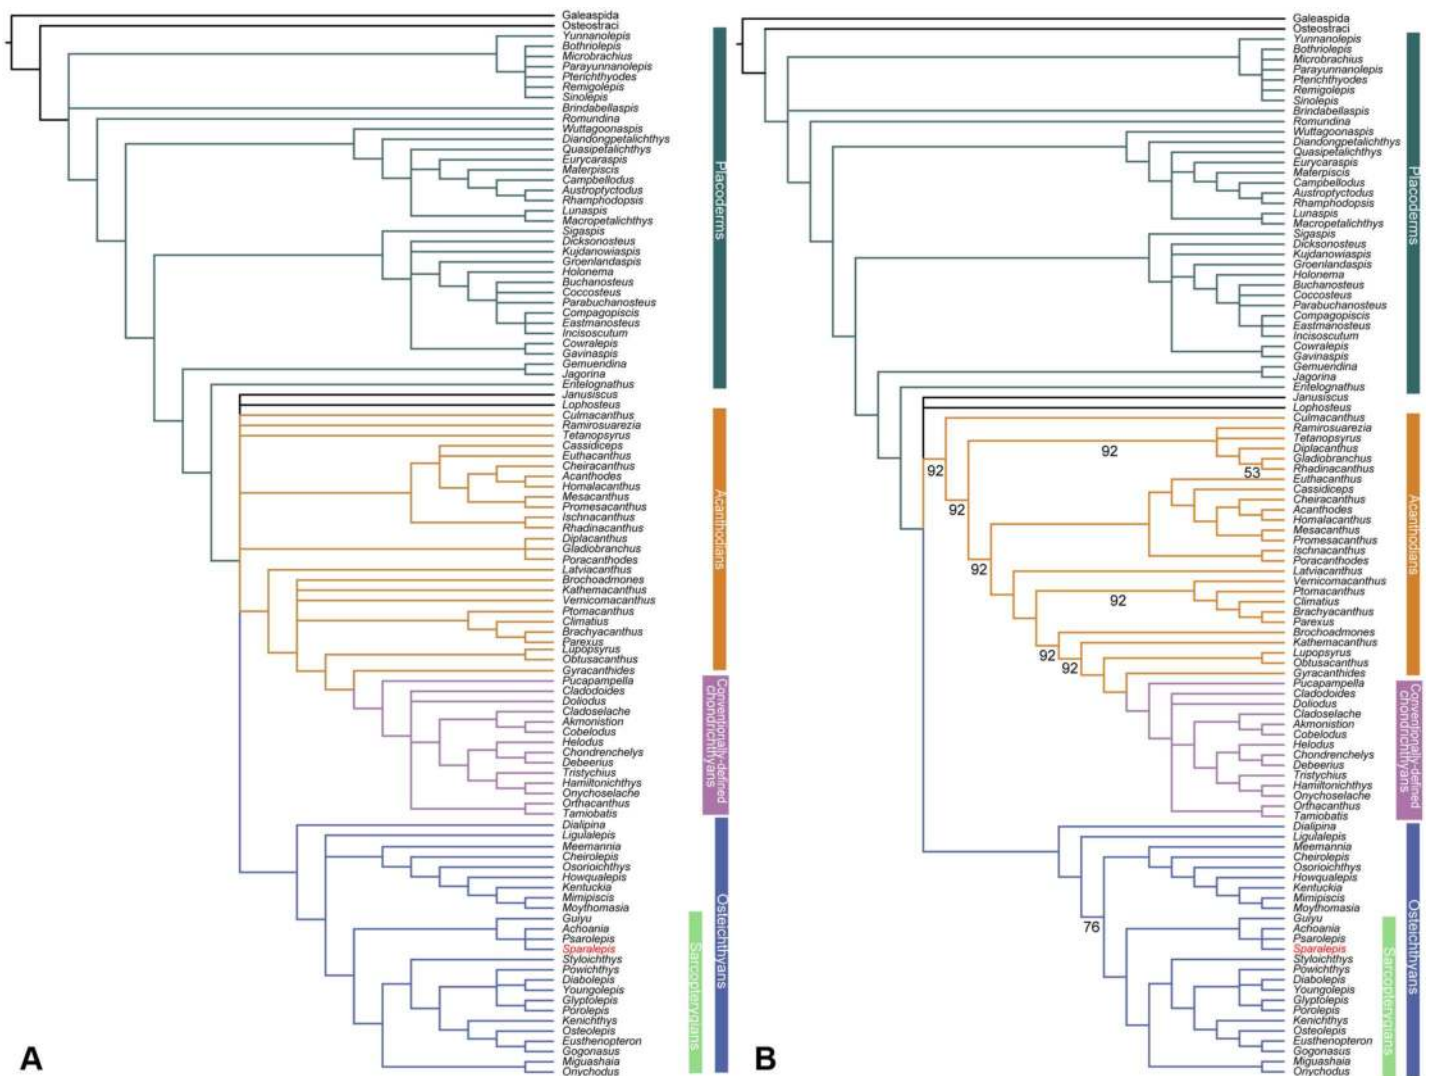 Galeaspida
Osteostraci
Yunnanolepis
Bothriolepis
Microbrachius
Parayunnanolepis
Pterichthyodes
Remigolepis
Sinolepis
Brindabellaspis
Romundina
Wuttagoonaspis
Diandongpetalichthys
Quasipetalichthys
Eurycaraspis
Materpiscis
Campbellodus
Austroptyctodus
Rhamphodopsis
Lunaspis
Macropetalichthys
Sigaspis
Dicksonosteus
Kujdanowiaspis
Groenlandaspis
Holonema
Buchanosteus
Coccosteus
Parabuchanosteus
Compagopiscis
Eastmanosteus
Incisoscutum
Cowralepis
Gavinaspis
Gemuendina
Jagorina
Entelognathus
Janusiscus
Lophosteus
Culmacanthus
Ramirosuarezia
Tetanopsyrus
Cassidiceps
Euthacanthus
Cheiracanthus
Acanthodes
Homalacanthus
Mesacanthus
Promesacanthus
Ischnacanthus
Rhadinacanthus
Diplacanthus
Gladiobranchus
Poracanthodes
Latviacanthus
Brochoadmones
Kathemacanthus
Vernicomacanthus
Ptomacanthus
Climatius
Brachyacanthus
Parexus
Lupopsyrus
Obtusacanthus
Gyracanthides
Pucapampella
Cladodoides
Doliodus
Cladoselache
Akmonistion
Cobelodus
Helodus
Chondrenchelys
Debeerius
Tristychius
Hamiltonichthys
Onychoselache
Orthacanthus
Tamiobatis
Dialipina
Ligulalepis
Meemannia
Cheirolepis
Osorioichthys
Howqualepis
Kentuckia
Mimipiscis
Moythomasia
Guiyu
Achoania
Psarolepis
Sparalepis
Styloichthys
Powichthys
Diabolepis
Youngolepis
Glyptolepis
Porolepis
Kenichthys
Osteolepis
Eusthenopteron
Gogonasus
Miguashaia
Onychodus
Placoderms
Acanthodians
Conventionally-defined
chondrichthyans
Osteichthyans
Sarcopterygians
A
Galeaspida
Osteostraci
Yunnanolepis
Bothriolepis
Microbrachius
Parayunnanolepis
Pterichthyodes
Remigolepis
Sinolepis
Brindabellaspis
Romundina
Wuttagoonaspis
Diandongpetalichthys
Quasipetalichthys
Eurycaraspis
Materpiscis
Campbellodus
Austroptyctodus
Rhamphodopsis
Lunaspis
Macropetalichthys
Sigaspis
Dicksonosteus
Kujdanowiaspis
Groenlandaspis
Holonema
Buchanosteus
Coccosteus
Parabuchanosteus
Compagopiscis
Eastmanosteus
Incisoscutum
Cowralepis
Gavinaspis
Gemuendina
Jagorina
Entelognathus
Janusiscus
Lophosteus
Culmacanthus
Ramirosuarezia
Tetanopsyrus
Diplacanthus
Gladiobranchus
Rhadinacanthus
Euthacanthus
Cassidiceps
Cheiracanthus
Acanthodes
Homalacanthus
Mesacanthus
Promesacanthus
Ischnacanthus
Poracanthodes
Latviacanthus
Vernicomacanthus
Ptomacanthus
Climatius
Brachyacanthus
Parexus
Brochoadmones
Kathemacanthus
Lupopsyrus
Obtusacanthus
Gyracanthides
Pucapampella
Cladodoides
Doliodus
Cladoselache
Akmonistion
Cobelodus
Helodus
Chondrenchelys
Debeerius
Tristychius
Hamiltonichthys
Onychoselache
Orthacanthus
Tamiobatis
Dialipina
Ligulalepis
Meemannia
Cheirolepis
Osorioichthys
Howqualepis
Kentuckia
Mimipiscis
Moythomasia
Guiyu
Achoania
Psarolepis
Sparalepis
Styloichthys
Powichthys
Diabolepis
Youngolepis
Glyptolepis
Porolepis
Kenichthys
Osteolepis
Eusthenopteron
Gogonasus
Miguashaia
Onychodus
92
92
53
92
92
92
92
92
76
Placoderms
Acanthodians
Conventionally-defined
chondrichthyans
Osteichthyans
Sarcopterygians
B